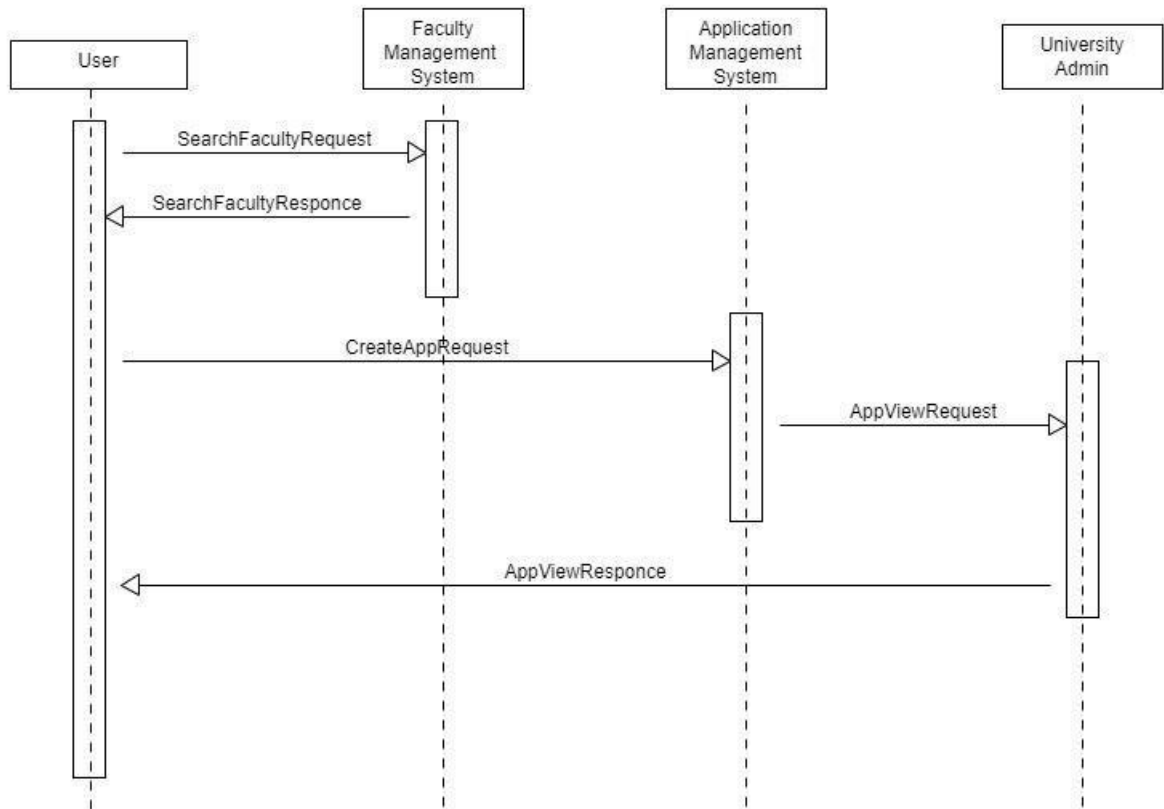 User
Faculty
Management
System
Application
Management
System
University
Admin
SearchFacultyRequest
SearchFacultyResponce
CreateAppRequest
AppViewRequest
AppViewResponce